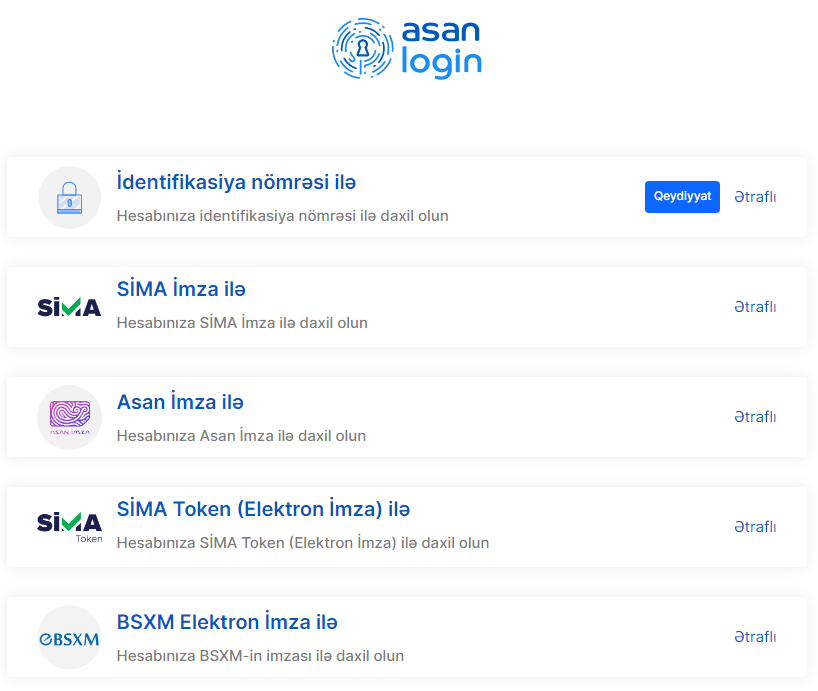 asan
login
İdentifikasiya nömrəsi ilə
Hesabınıza identifikasiya nömrəsi ilə daxil olun
Qeydiyyat
Ətraflı
SİMA
SİMA İmza ilə
Hesabınıza SİMA İmza ilə daxil olun
Ətraflı
ASAN İMZA
Asan İmza ilə
Hesabınıza Asan İmza ilə daxil olun
Ətraflı
SİMA
Token
SİMA Token (Elektron İmza) ilə
Hesabınıza SİMA Token (Elektron İmza) ilə daxil olun
Ətraflı
eBSXM
BSXM Elektron İmza ilə
Hesabınıza BSXM-in imzası ilə daxil olun
Ətraflı